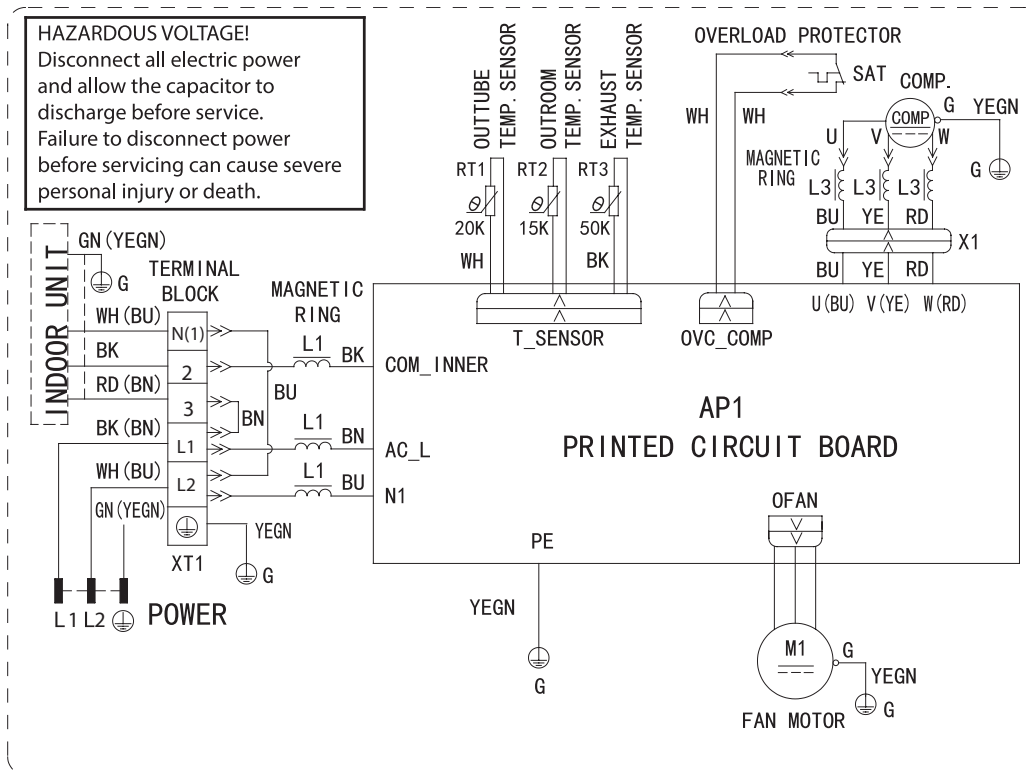 HAZARDOUS VOLTAGE!
Disconnect all electric power
and allow the capacitor to
discharge before service.
Failure to disconnect power
before servicing can cause severe
personal injury or death.
OUTTUBE
TEMP. SENSOR
OUTROOM
TEMP. SENSOR
EXHAUST
TEMP. SENSOR
RT1
RT2
RT3
θ
θ
θ
20K
15K
50K
WH
BK
T_SENSOR
OVERLOAD PROTECTOR
SAT
WH
WH
OVC_COMP
COMP.
COMP
G
YEGN
G
U
V
W
MAGNETIC
RING
L3
L3
L3
BU
YE
RD
X1
BU
YE
RD
U(BU) V(YE) W(RD)
INDOOR UNIT
GN(YEGN)
G
TERMINAL
BLOCK
MAGNETIC
RING
WH(BU)
N(1)
BK
2
L1
BK
COM_INNER
BU
RD(BN)
3
BN
BK(BN)
L1
L1
BN
AC_L
WH(BU)
L2
L1
BU
N1
GN(YEGN)
YEGN
G
XT1
L1
L2
POWER
AP1
PRINTED CIRCUIT BOARD
PE
YEGN
G
OFAN
M1
G
YEGN
G
FAN MOTOR